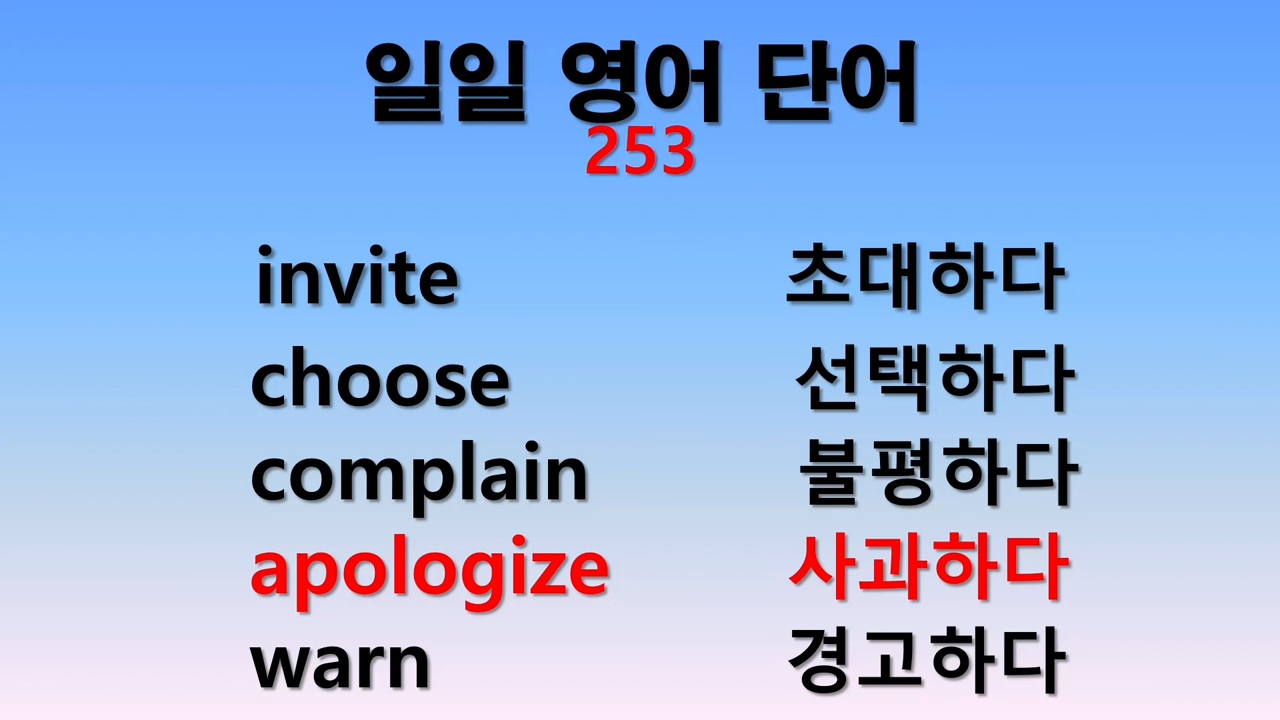 일일 영어 단어
253
invite 초대하다
choose 선택하다
complain 불평하다
apologize 사과하다
warn 경고하다